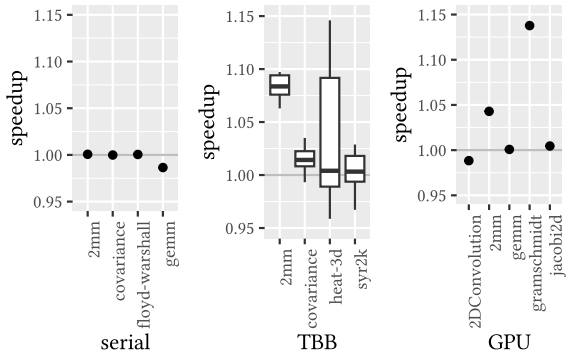 speedup
1.15
1.10
1.05
1.00
0.95
2mm
covariance
floyd-warshall
gemm
serial
speedup
1.15
1.10
1.05
1.00
0.95
2mm
covariance
heat-3d
syr2k
TBB
speedup
1.15
1.10
1.05
1.00
0.95
2DConvolution
2mm
gemm
gramschmidt
jacobi2d
GPU